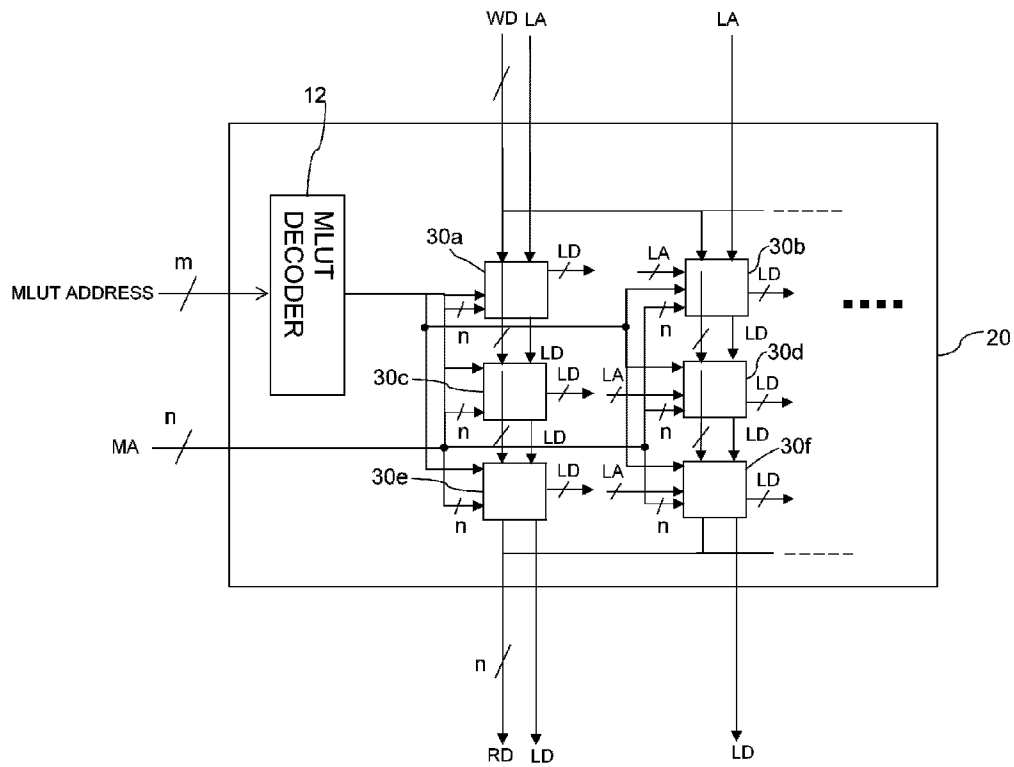 WD LA
LA
12
MLUT
DECODER
m
MLUT ADDRESS
30a
LD
n
LA
30b
LD
n
20
LD
LD
30c
LD
n
LA
30d
LD
n
n
MA
LD
LD
30e
LD
n
LA
30f
LD
n
n
RD
LD
LD